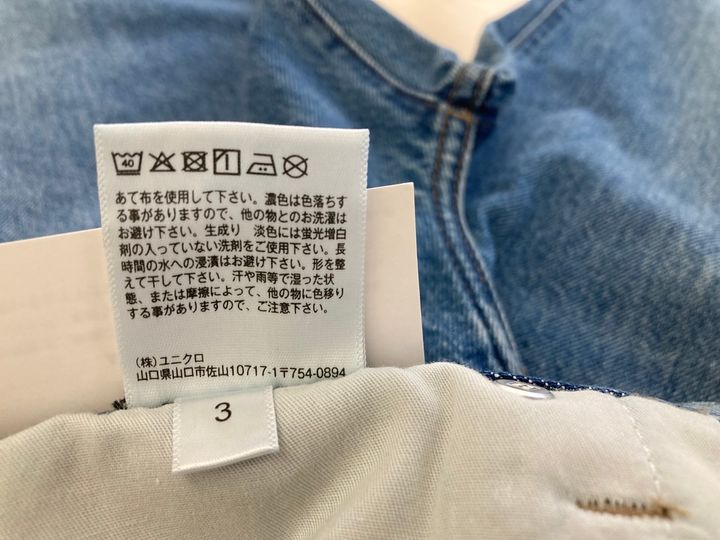 40
あて布を使用して下さい。濃色は色落ちす
る事がありますので、他の物とのお洗濯は
お避け下さい。生成り　淡色には蛍光増白
剤の入っていない洗剤をご使用下さい。長
時間の水への浸漬はお避け下さい。形を整
えて干して下さい。汗や雨等で湿った状
態、または摩擦によって、他の物に色移り
する事がありますので、ご注意下さい。
(株)ユニクロ
山口県山口市佐山10717-1〒754-0894
3